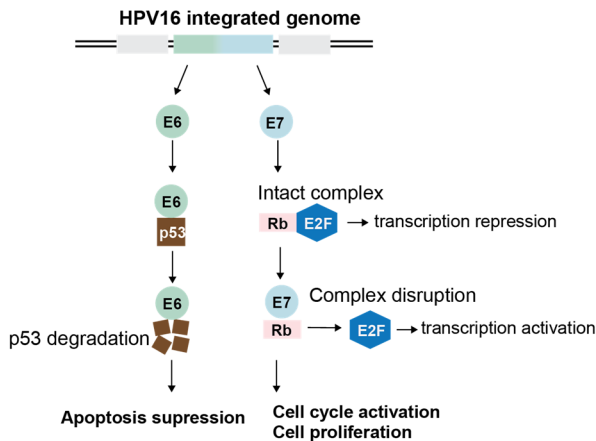 HPV16 integrated genome
E6
E7
E6
p53
Intact complex
Rb
E2F
transcription repression
E6
p53 degradation
E7
Complex disruption
Rb
E2F
transcription activation
Apoptosis supression
Cell cycle activation
Cell proliferation